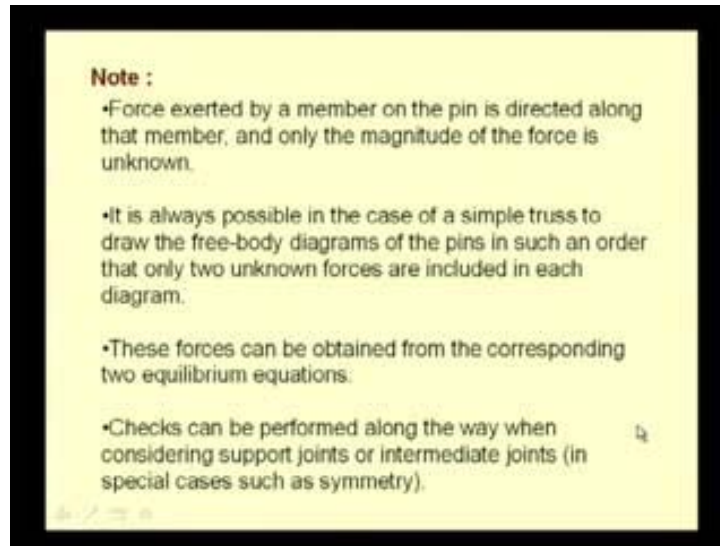 Note :
•Force exerted by a member on the pin is directed along
that member, and only the magnitude of the force is
unknown.
•It is always possible in the case of a simple truss to
draw the free-body diagrams of the pins in such an order
that only two unknown forces are included in each
diagram.
•These forces can be obtained from the corresponding
two equilibrium equations.
•Checks can be performed along the way when
considering support joints or intermediate joints (in
special cases such as symmetry).